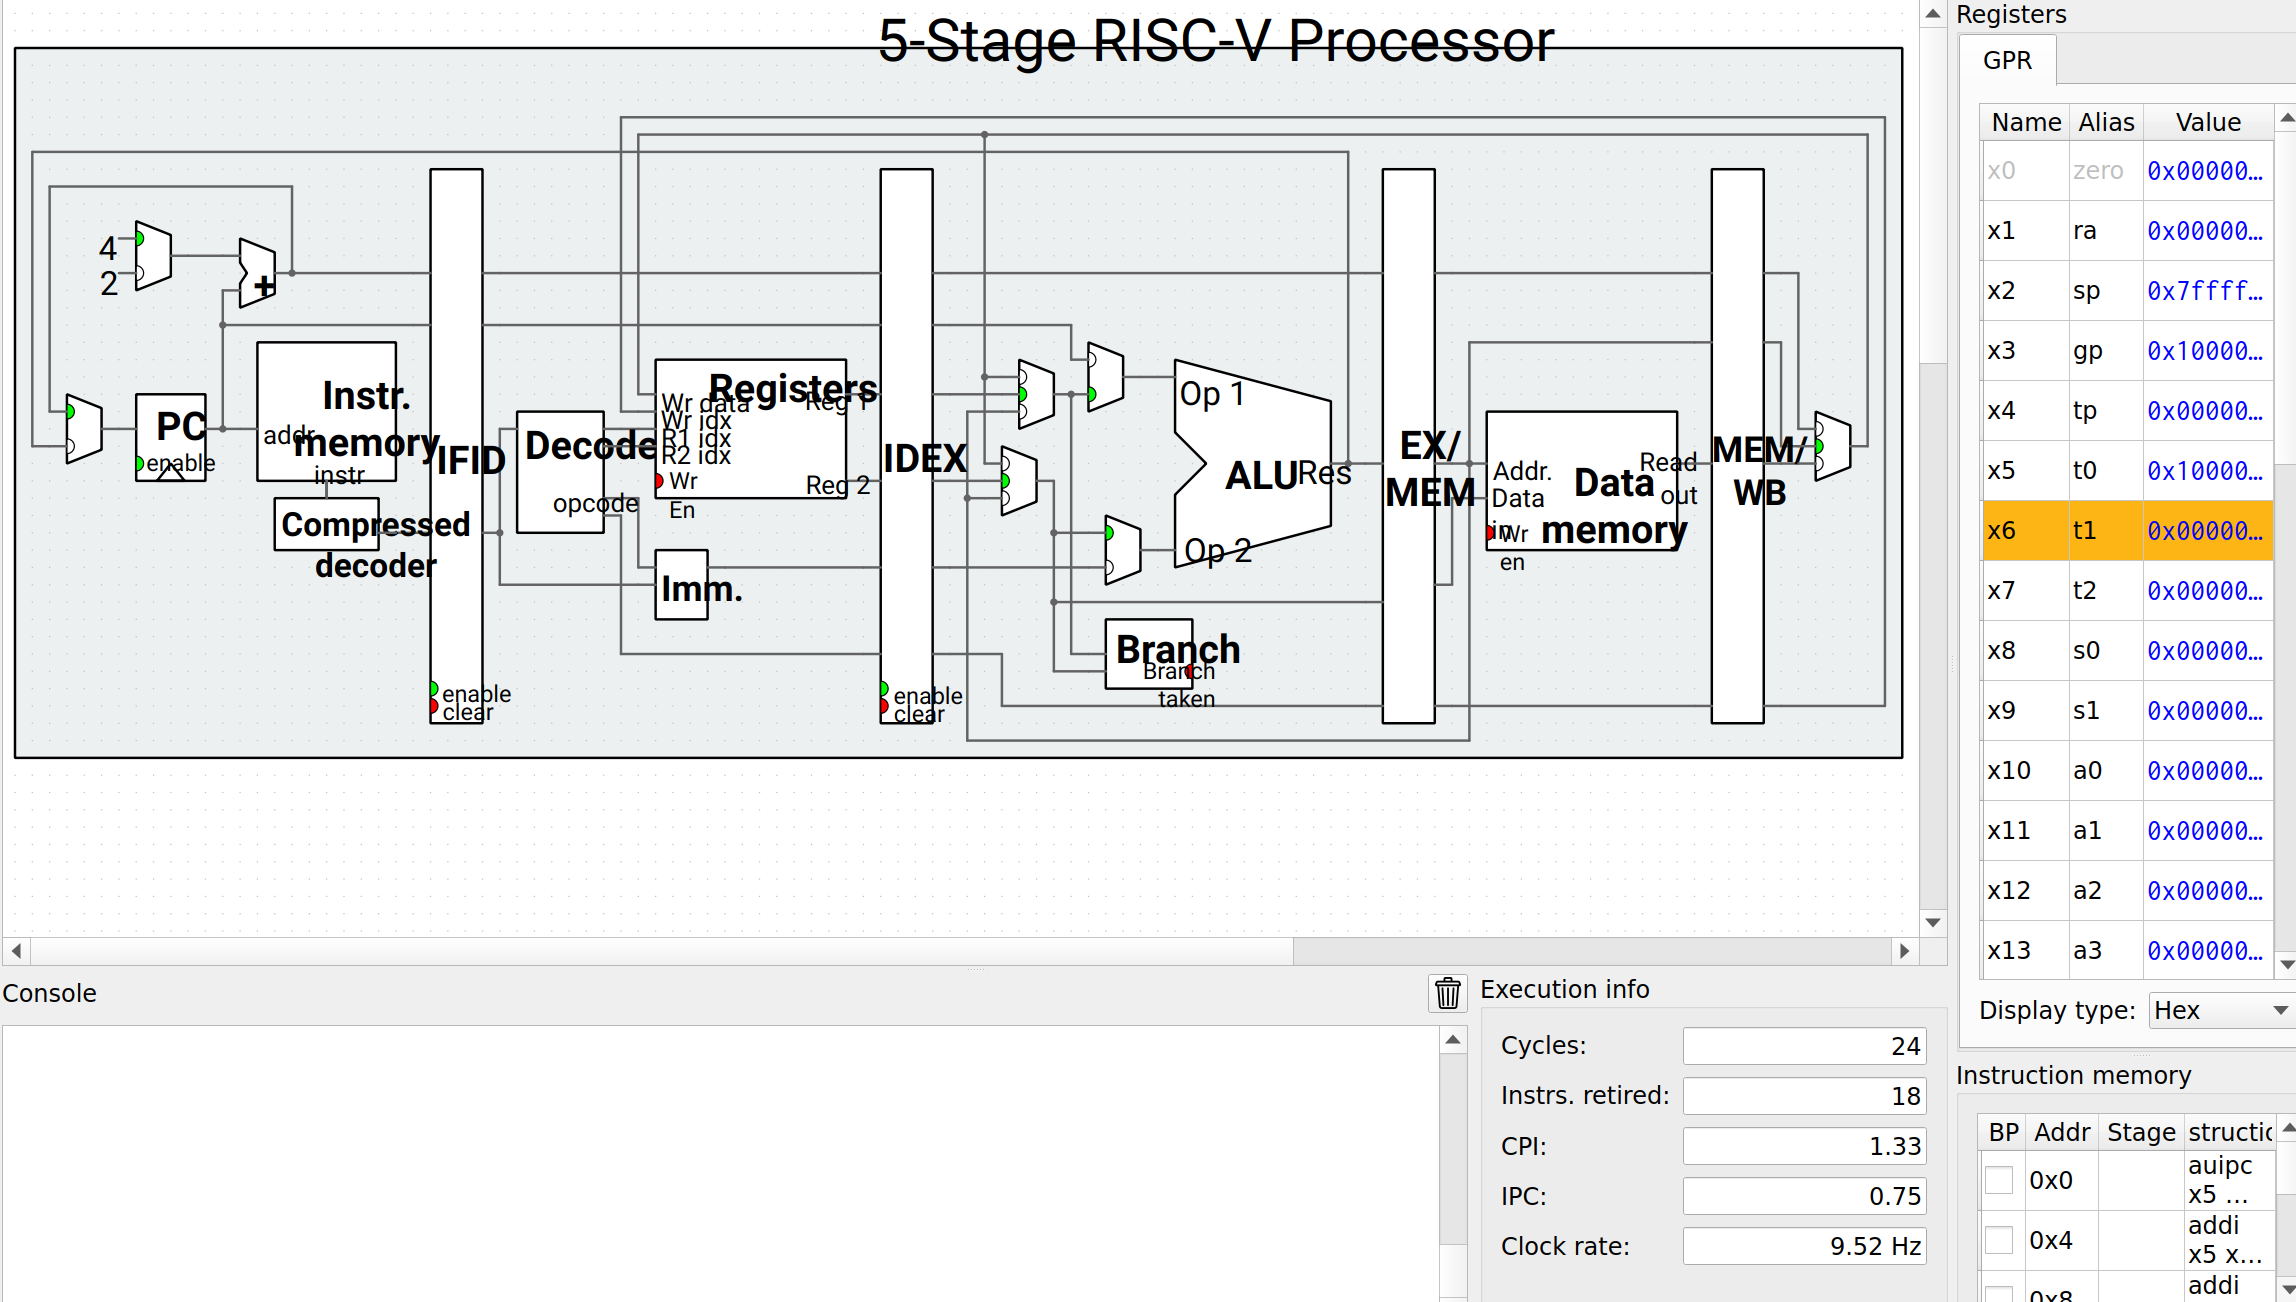 5-Stage RISC-V Processor
4
2
+
PC
enable
addr
Instr.
memory
instr
Compressed
decoder
IFID
enable
clear
Decode
opcode
Registers
Wr data
Wr idx
R1 idx
R2 idx
Wr
En
Reg 1
Reg 2
Imm.
IDEX
enable
clear
Op 1
ALU
Res
Op 2
Branch
Branch
taken
EX/
MEM
Addr.
Data
in
Wr
en
Data
memory
Read
out
MEM/
WB
Console
Execution info
Cycles: 24
Instrs. retired: 18
CPI: 1.33
IPC: 0.75
Clock rate: 9.52 Hz
Registers
GPR
Name Alias Value
x0 zero 0x00000...
x1 ra 0x00000...
x2 sp 0x7ffff...
x3 gp 0x10000...
x4 tp 0x00000...
x5 t0 0x10000...
x6 t1 0x00000...
x7 t2 0x00000...
x8 s0 0x00000...
x9 s1 0x00000...
x10 a0 0x00000...
x11 a1 0x00000...
x12 a2 0x00000...
x13 a3 0x00000...
Display type: Hex
Instruction memory
BP Addr Stage structic
0x0 auipc
x5 ...
0x4 addi
x5 x...
0x8 addi